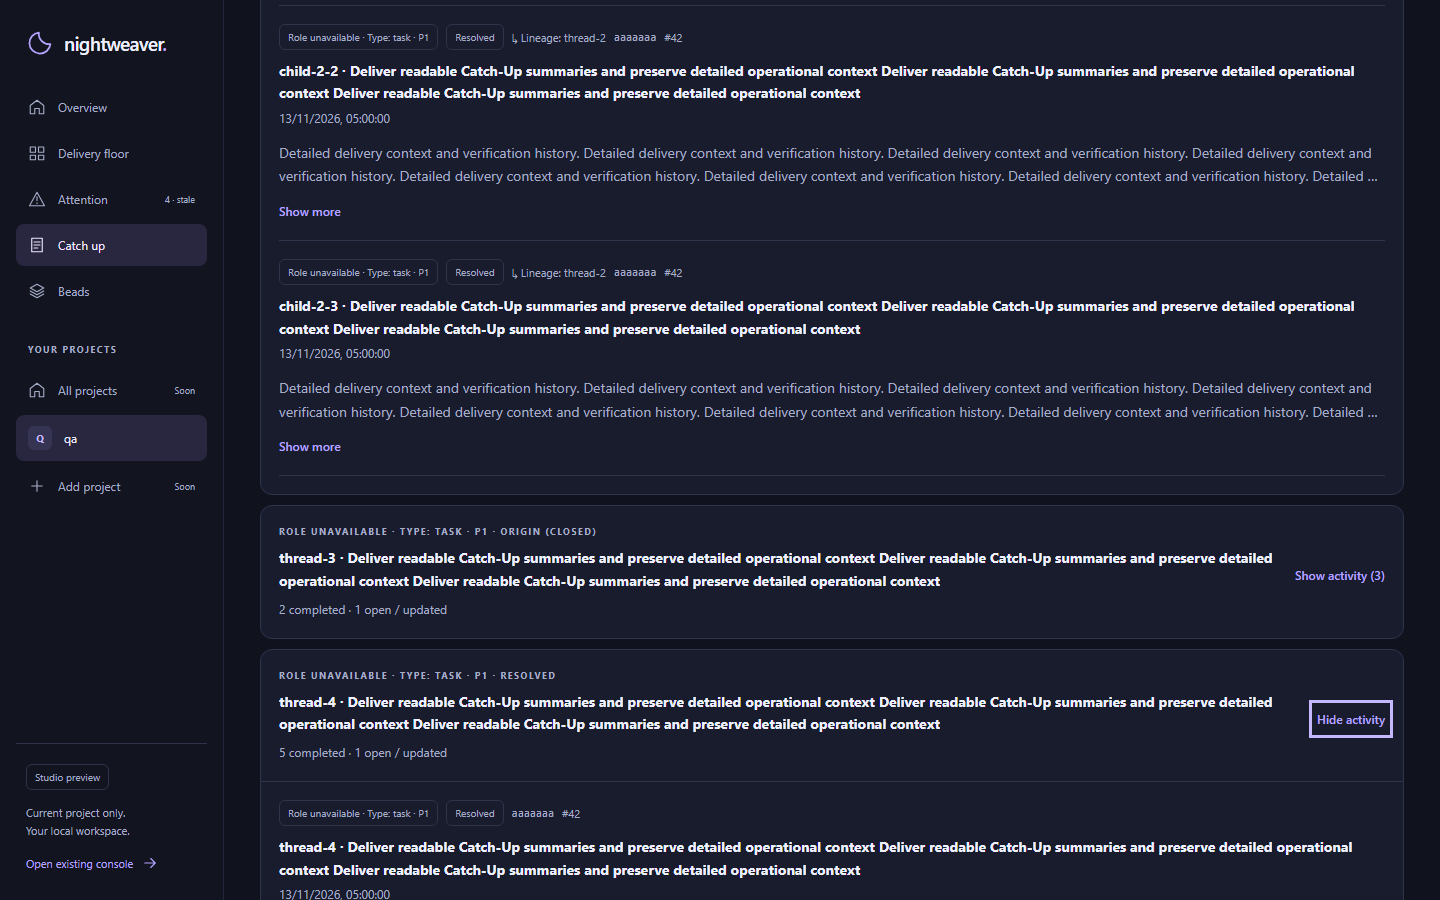 nightweaver.
Overview
Delivery floor
Attention 4 · stale
Catch up
Beads
YOUR PROJECTS
All projects Soon
Q qa
Add project Soon
Studio preview
Current project only.
Your local workspace.
Open existing console →
Role unavailable · Type: task · P1 Resolved ↳ Lineage: thread-2 aaaaaaa #42
child-2-2 · Deliver readable Catch-Up summaries and preserve detailed operational context Deliver readable Catch-Up summaries and preserve detailed operational
context Deliver readable Catch-Up summaries and preserve detailed operational context
13/11/2026, 05:00:00
Detailed delivery context and verification history. Detailed delivery context and verification history. Detailed delivery context and verification history. Detailed delivery context and
verification history. Detailed delivery context and verification history. Detailed delivery context and verification history. Detailed delivery context and verification history. Detailed ...
Show more
Role unavailable · Type: task · P1 Resolved ↳ Lineage: thread-2 aaaaaaa #42
child-2-3 · Deliver readable Catch-Up summaries and preserve detailed operational context Deliver readable Catch-Up summaries and preserve detailed operational
context Deliver readable Catch-Up summaries and preserve detailed operational context
13/11/2026, 05:00:00
Detailed delivery context and verification history. Detailed delivery context and verification history. Detailed delivery context and verification history. Detailed delivery context and
verification history. Detailed delivery context and verification history. Detailed delivery context and verification history. Detailed delivery context and verification history. Detailed ...
Show more
ROLE UNAVAILABLE · TYPE: TASK · P1 · ORIGIN (CLOSED)
thread-3 · Deliver readable Catch-Up summaries and preserve detailed operational context Deliver readable Catch-Up summaries and preserve detailed
operational context Deliver readable Catch-Up summaries and preserve detailed operational context
Show activity (3)
2 completed · 1 open / updated
ROLE UNAVAILABLE · TYPE: TASK · P1 · RESOLVED
thread-4 · Deliver readable Catch-Up summaries and preserve detailed operational context Deliver readable Catch-Up summaries and preserve detailed
operational context Deliver readable Catch-Up summaries and preserve detailed operational context
Hide activity
5 completed · 1 open / updated
Role unavailable · Type: task · P1 Resolved aaaaaaa #42
thread-4 · Deliver readable Catch-Up summaries and preserve detailed operational context Deliver readable Catch-Up summaries and preserve detailed operational
context Deliver readable Catch-Up summaries and preserve detailed operational context
13/11/2026, 05:00:00